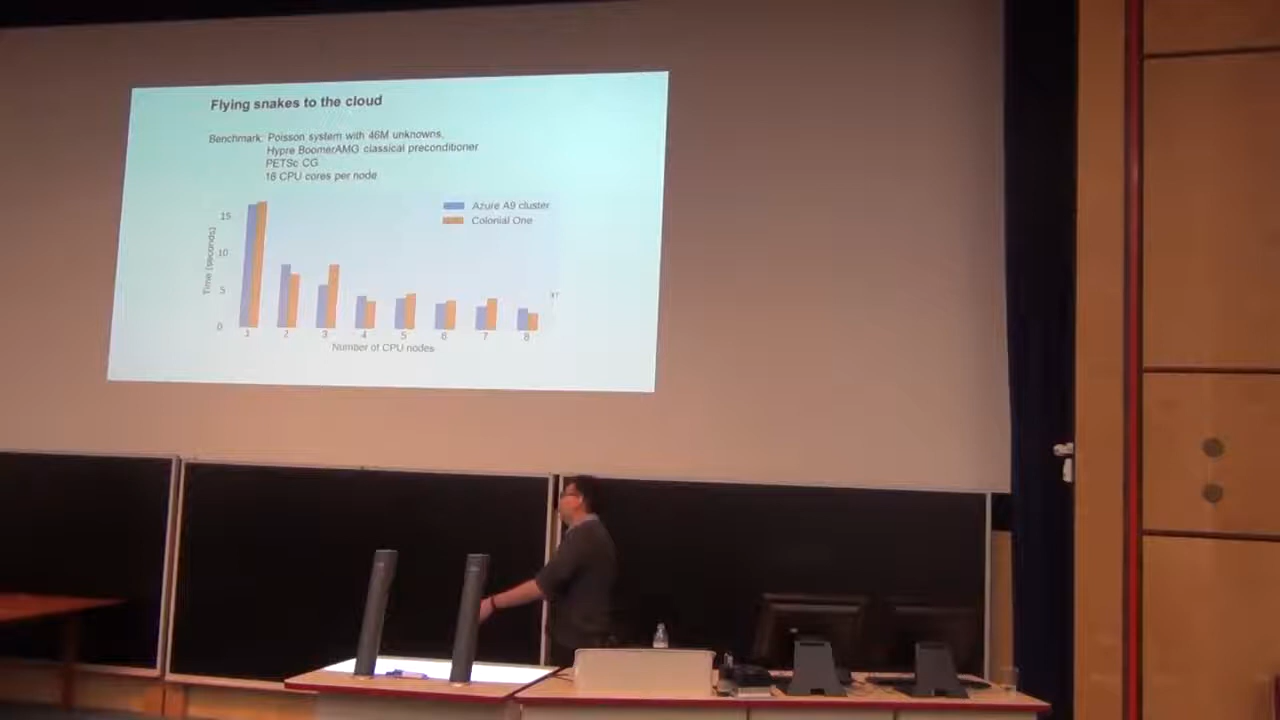 Flying snakes to the cloud
Benchmark: Poisson system with 46M unknowns,
Hypre BoomerAMG classical preconditioner
PETSc CG
16 CPU cores per node
Azure A9 cluster
Colonial One
Time (seconds)
15
10
5
0
1 2 3 4 5 6 7 8
Number of CPU nodes